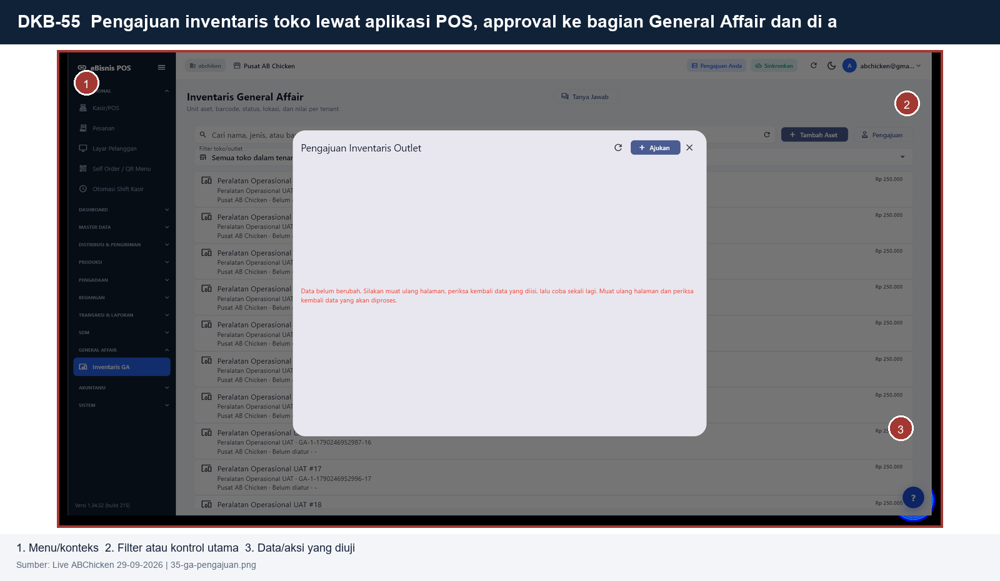 DKB-55  Pengajuan inventaris toko lewat aplikasi POS, approval ke bagian General Affair dan di a
eBisnis POS
abchiken
Pusat AB Chicken
Pengajuan Anda
Sinkronkan
A
abchicken@gma...
1
Kasir/POS
Pesanan
Layar Pelanggan
Self Order / QR Menu
Otomasi Shift Kasir
DASHBOARD
MASTER DATA
DISTRIBUSI & PENGIRIMAN
PRODUKSI
PENGADAAN
KEUANGAN
TRANSAKSI & LAPORAN
SDM
GENERAL AFFAIR
Inventaris GA
AKUNTANSI
SISTEM
Versi 1.34.52 (build 215)
Inventaris General Affair
Unit aset, barcode, status, lokasi, dan nilai per tenant
Tanya Jawab
2
Cari nama, jenis, atau ba
Tambah Aset
Pengajuan
Filter toko/outlet
Semua toko dalam tenan
Pengajuan Inventaris Outlet
+ Ajukan
Data belum berubah. Silakan muat ulang halaman, periksa kembali data yang diisi, lalu coba sekali lagi. Muat ulang halaman dan periksa
kembali data yang akan diproses.
Peralatan Operasional
Rp 250.000
Peralatan Operasional UAT
Pusat AB Chicken · Belum
Peralatan Operasional
Rp 250.000
Peralatan Operasional UAT
Pusat AB Chicken · Belum
Peralatan Operasional
Rp 250.000
Peralatan Operasional UAT
Pusat AB Chicken · Belum
Peralatan Operasional
Rp 250.000
Peralatan Operasional UAT
Pusat AB Chicken · Belum
Peralatan Operasional
Rp 250.000
Peralatan Operasional UAT
Pusat AB Chicken · Belum
Peralatan Operasional
Rp 250.000
Peralatan Operasional UAT
Pusat AB Chicken · Belum
Peralatan Operasional
Rp 250.000
Peralatan Operasional UAT
Pusat AB Chicken · Belum
Peralatan Operasional
3
Peralatan Operasional UAT · GA-1-1790246952987-16
Pusat AB Chicken · Belum diatur · -
Peralatan Operasional UAT #17
Rp 250.000
Peralatan Operasional UAT · GA-1-1790246952996-17
Pusat AB Chicken · Belum diatur · -
Peralatan Operasional UAT #18
Rp 250.000
?
1. Menu/konteks  2. Filter atau kontrol utama  3. Data/aksi yang diuji
Sumber: Live ABChicken 29-09-2026 | 35-ga-pengajuan.png